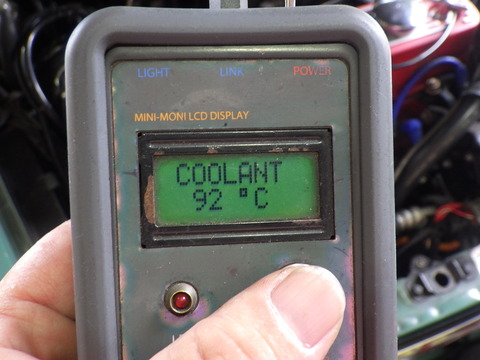 LIGHT LINK POWER
MINI-MONI LCD DISPLAY
COOLANT
92 °C